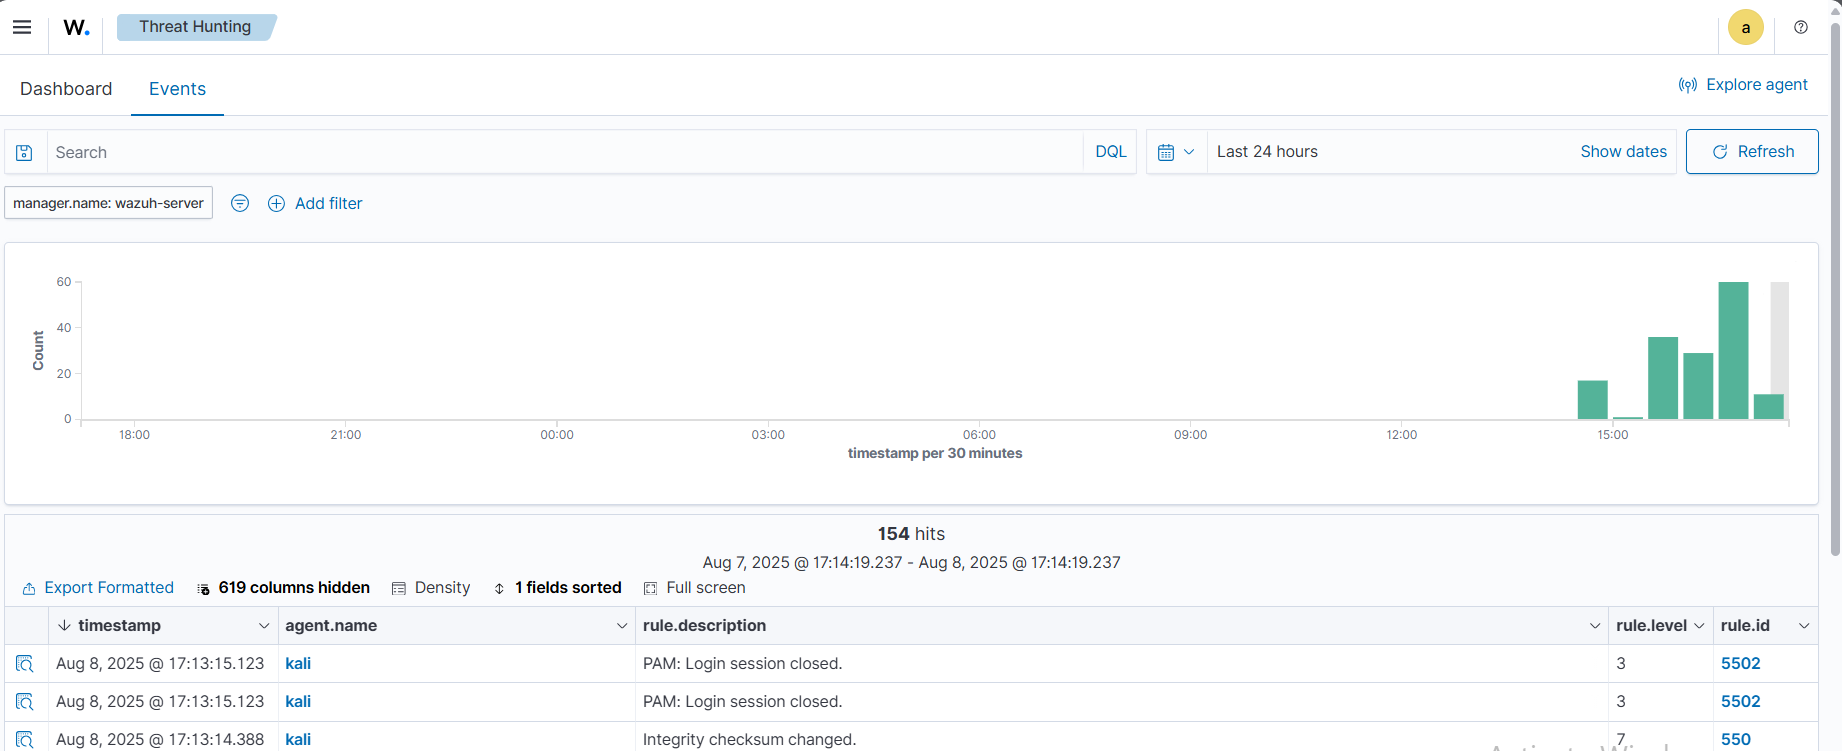 W. Threat Hunting a
Dashboard Events Explore agent
Search DQL Last 24 hours Show dates Refresh
manager.name: wazuh-server Add filter
60
40
20
0
Count
18:00 21:00 00:00 03:00 06:00 09:00 12:00 15:00
timestamp per 30 minutes
154 hits
Aug 7, 2025 @ 17:14:19.237 - Aug 8, 2025 @ 17:14:19.237
Export Formatted 619 columns hidden Density 1 fields sorted Full screen
timestamp agent.name rule.description rule.level rule.id
Aug 8, 2025 @ 17:13:15.123 kali PAM: Login session closed. 3 5502
Aug 8, 2025 @ 17:13:15.123 kali PAM: Login session closed. 3 5502
Aug 8, 2025 @ 17:13:14.388 kali Integrity checksum changed. 7 550